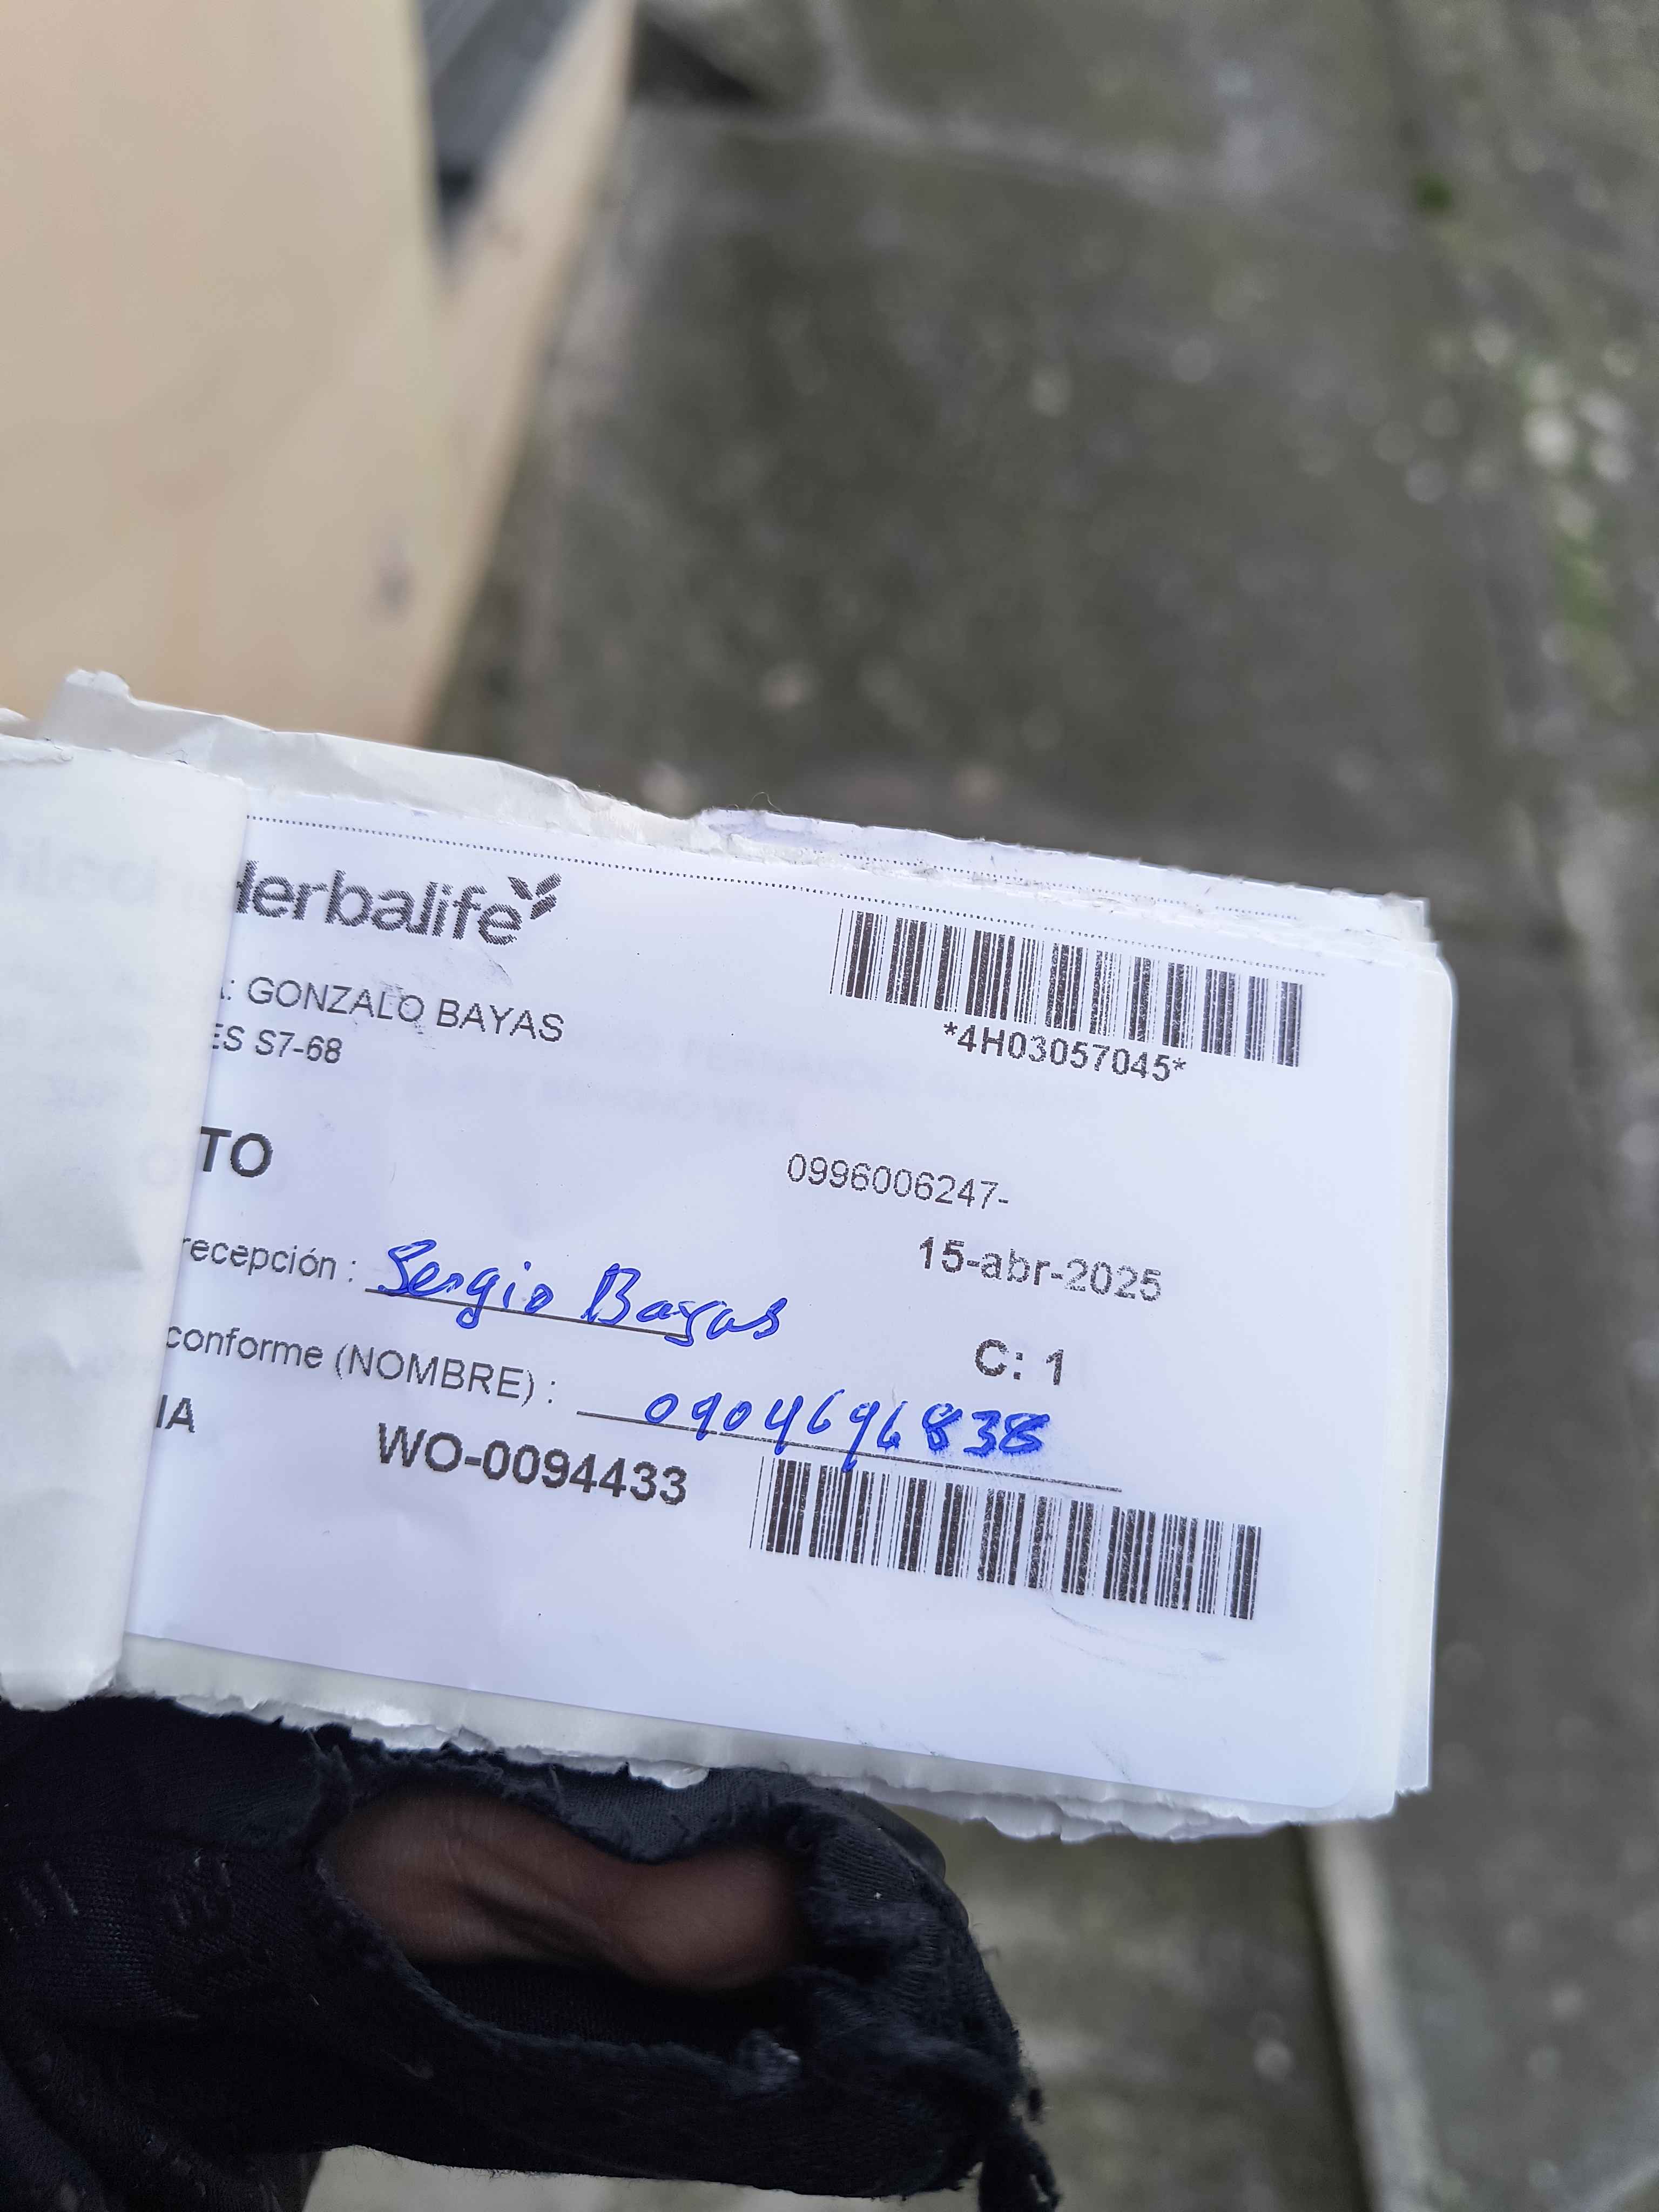 Herbalife
*4H03057045*
: GONZALO BAYAS
ES S7-68
TO
0996006247-
15-abr-2025
recepción : Sergio Bayas
C: 1
conforme (NOMBRE) : 0904696838
IA
WO-0094433